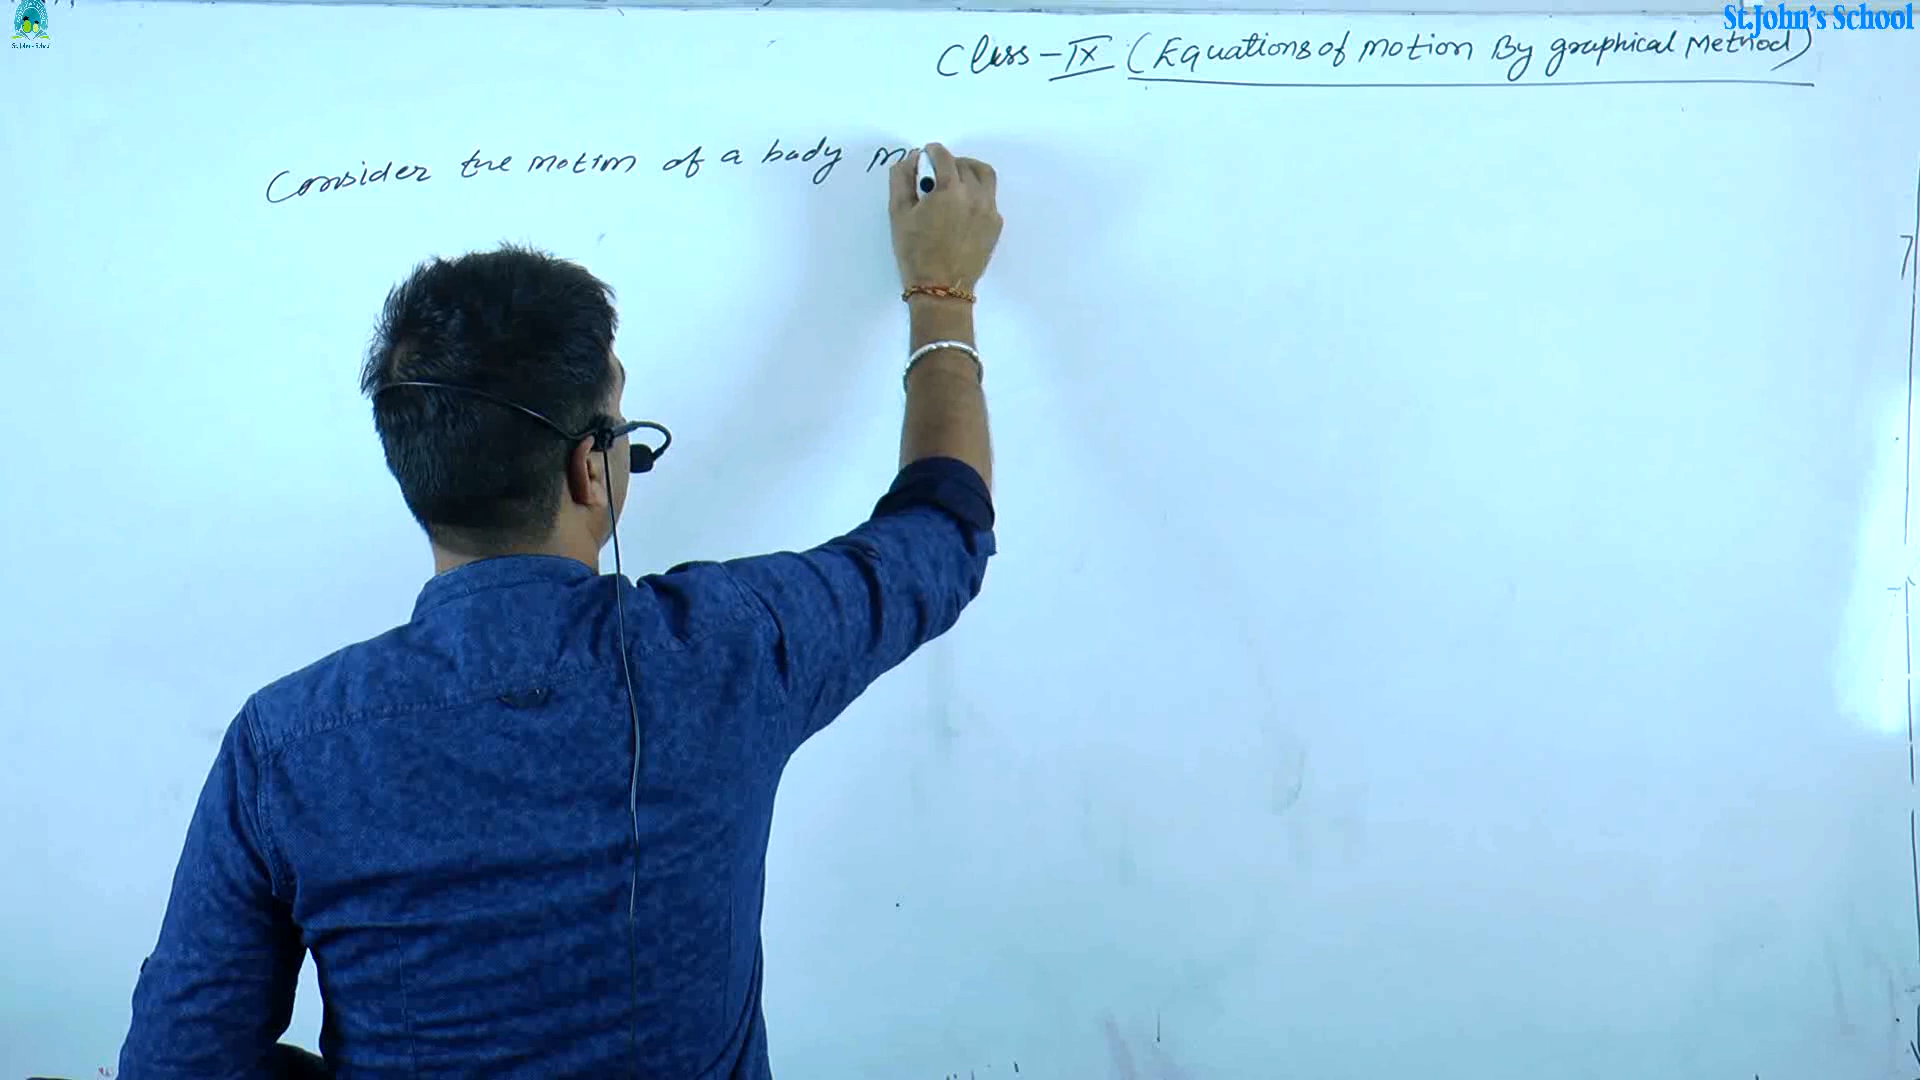 St.John's School
Class-IX (Equations of Motion By graphical Method)
Consider the motion of a body